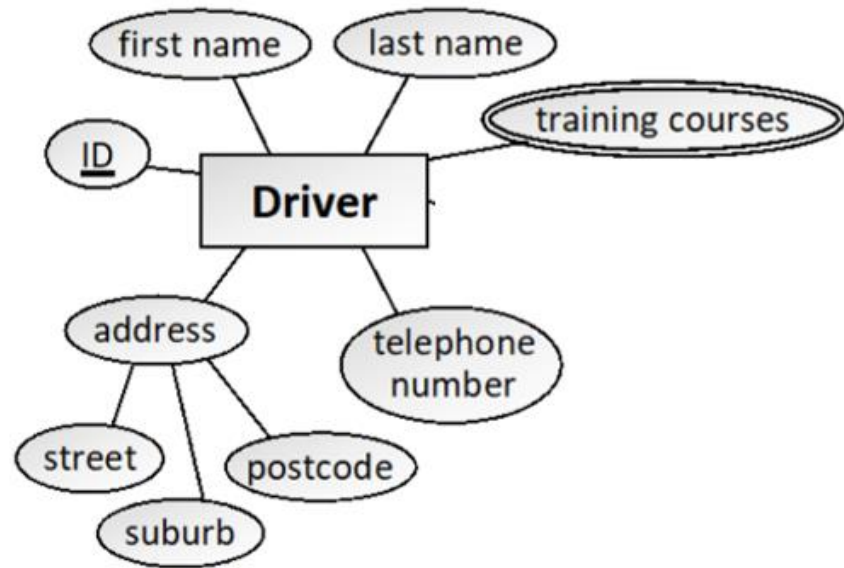 first name
last name
training courses
ID
Driver
address
telephone
number
street
postcode
suburb